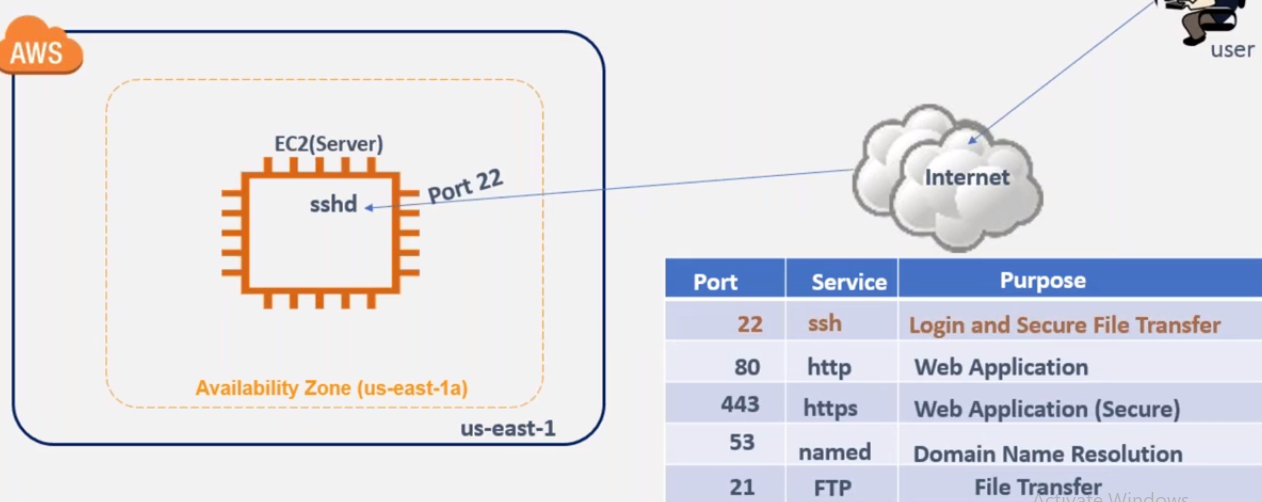 AWS
user
EC2(Server)
sshd
Port 22
Internet
Availability Zone (us-east-1a)
us-east-1
Port Service Purpose
22 ssh Login and Secure File Transfer
80 http Web Application
443 https Web Application (Secure)
53 named Domain Name Resolution
21 FTP File Transfer
Activate Windows